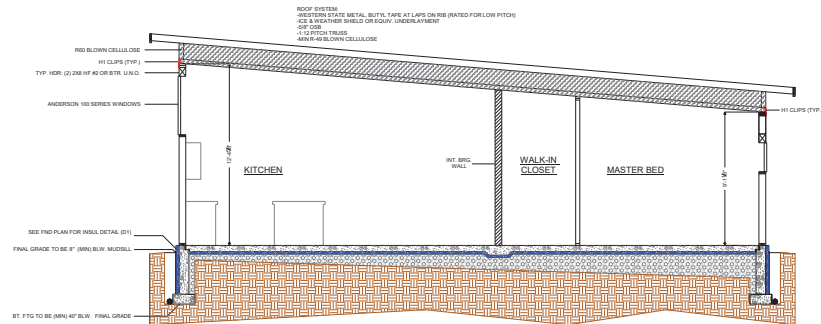 ROOF SYSTEM:
-WESTERN STATE METAL, BUTYL TAPE AT LAPS ON RIB (RATED FOR LOW PITCH)
-ICE & WEATHER SHIELD OR EQUIV. UNDERLAYMENT
-5/8" OSB
-1:12 PITCH TRUSS
-MIN R-49 BLOWN CELLULOSE
R60 BLOWN CELLULOSE
H1 CLIPS (TYP.)
TYP. HDR: (2) 2X8 HF #2 OR BTR. U.N.O.
ANDERSON 100 SERIES WINDOWS
H1 CLIPS (TYP.
KITCHEN
INT. BRG.
WALL
WALK-IN
CLOSET
MASTER BED
SEE FND PLAN FOR INSUL DETAIL (D1)
FINAL GRADE TO BE 8" (MIN) BLW. MUDSILL
BT. FTG TO BE (MIN) 40" BLW. FINAL GRADE